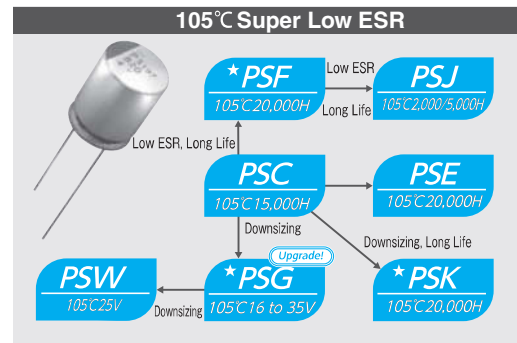 105℃ Super Low ESR
★PSF
105℃20,000H
Low ESR
Long Life
PSJ
105℃2,000/5,000H
Low ESR, Long Life
PSC
105℃15,000H
PSE
105℃20,000H
Downsizing
Downsizing, Long Life
Upgrade!
PSW
105℃25V
Downsizing
★PSG
105℃16 to 35V
★PSK
105℃20,000H